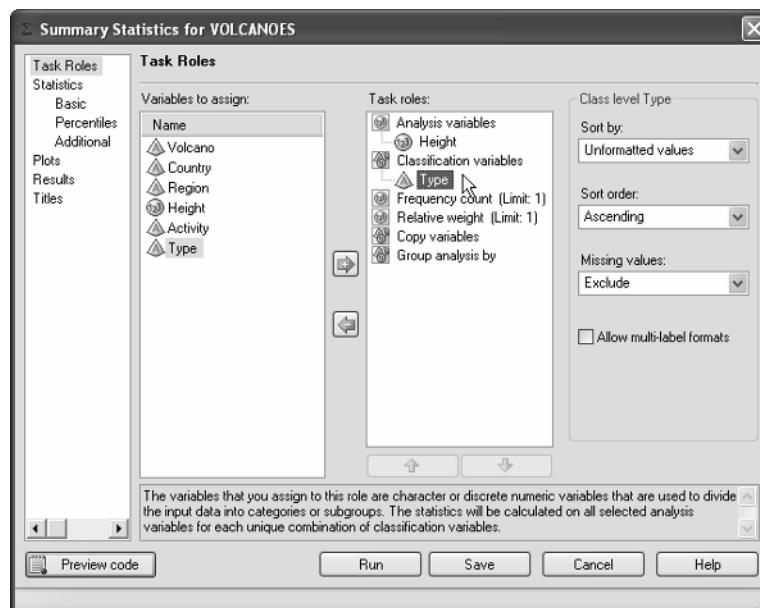 Σ Summary Statistics for VOLCANOES
Task Roles
Statistics
Basic
Percentiles
Additional
Plots
Results
Titles
Task Roles
Variables to assign:
Name
Volcano
Country
Region
Height
Activity
Type
Task roles:
Analysis variables
Height
Classification variables
Type
Frequency count (Limit: 1)
Relative weight (Limit: 1)
Copy variables
Group analysis by
Class level Type
Sort by:
Unformatted values
Sort order:
Ascending
Missing values:
Exclude
Allow multi-label formats
The variables that you assign to this role are character or discrete numeric variables that are used to divide
the input data into categories or subgroups. The statistics will be calculated on all selected analysis
variables for each unique combination of classification variables.
Preview code
Run
Save
Cancel
Help